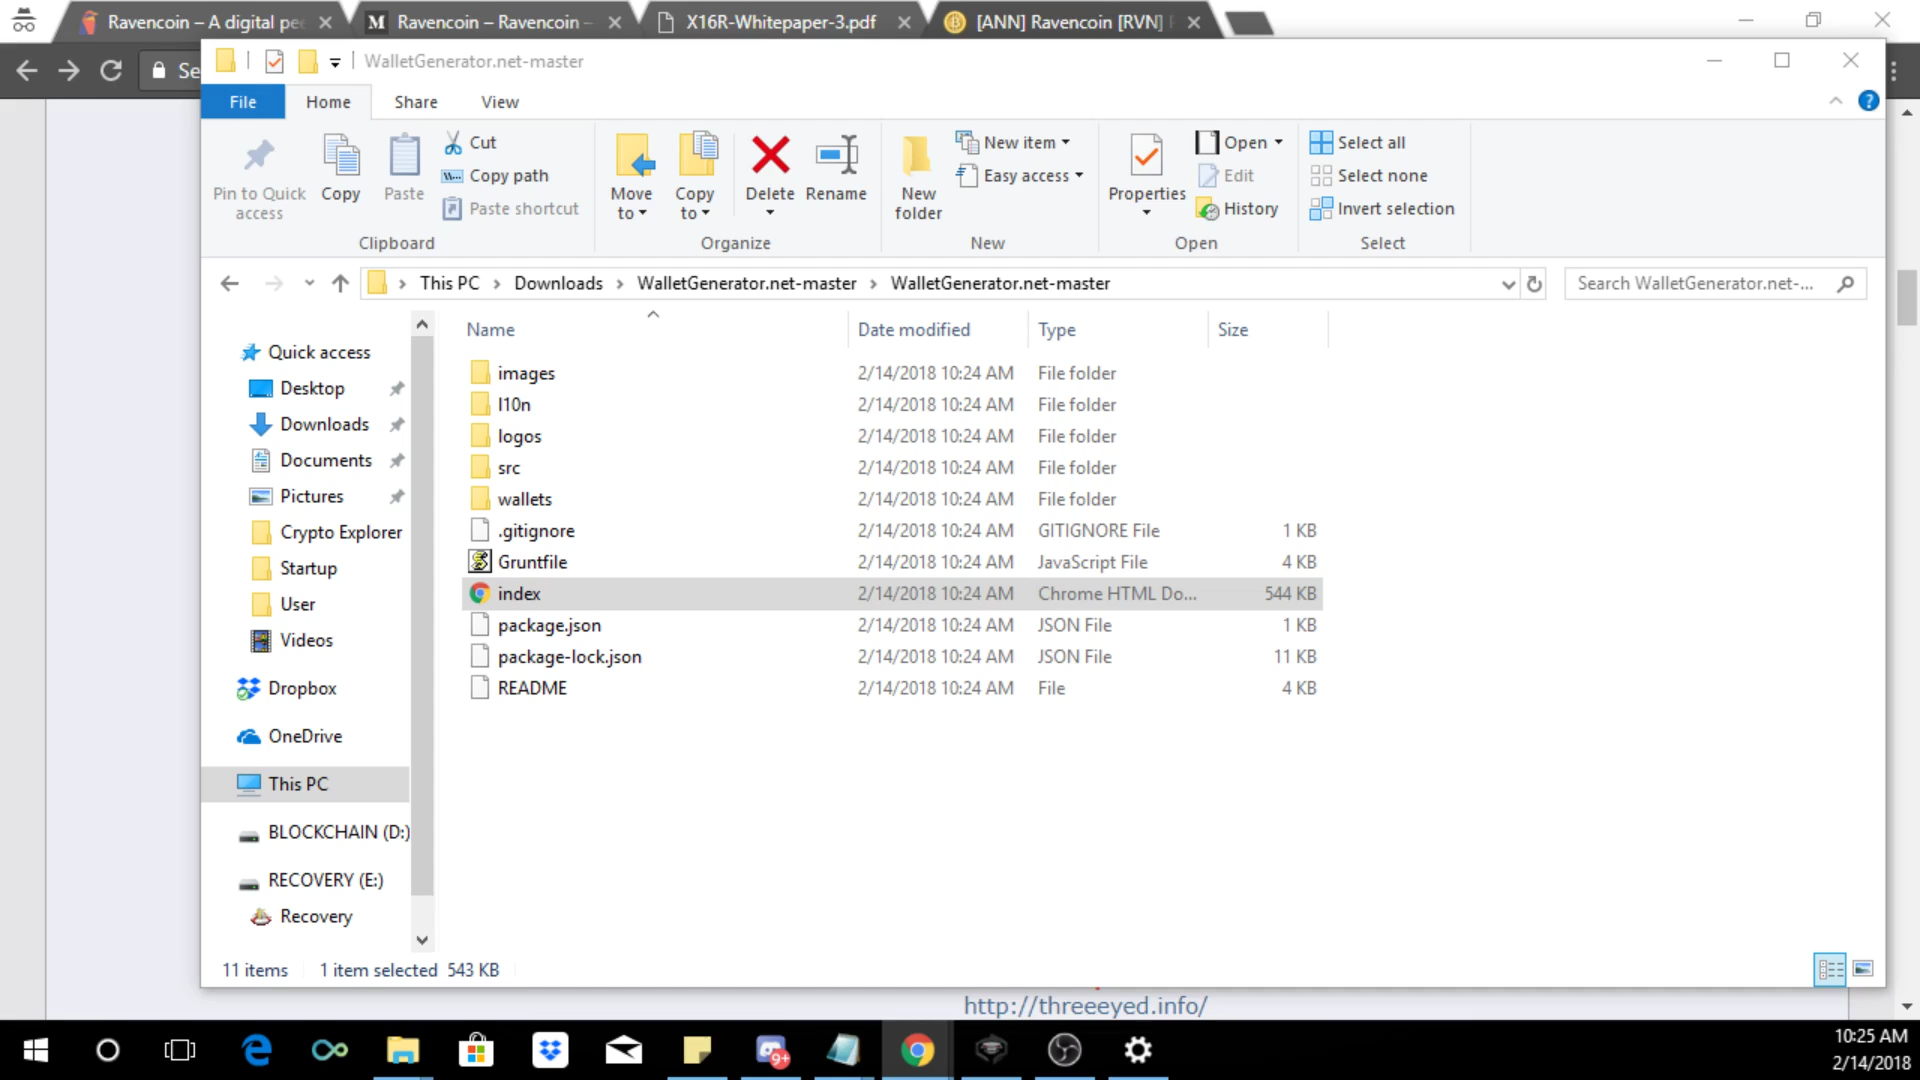 Ravencoin – A digital pe
Ravencoin – Ravencoin –
X16R-Whitepaper-3.pdf
[ANN] Ravencoin [RVN]
Se
WalletGenerator.net-master
File
Home
Share
View
Pin to Quick
access
Copy
Paste
Cut
Copy path
Paste shortcut
Clipboard
Move
to
Copy
to
Delete
Rename
Organize
New
folder
New item
Easy access
New
Properties
Open
Edit
History
Open
Select all
Select none
Invert selection
Select
This PC > Downloads > WalletGenerator.net-master > WalletGenerator.net-master
Search WalletGenerator.net-...
Quick access
Desktop
Downloads
Documents
Pictures
Crypto Explorer
Startup
User
Videos
Dropbox
OneDrive
This PC
BLOCKCHAIN (D:)
RECOVERY (E:)
Recovery
Name Date modified Type Size
images 2/14/2018 10:24 AM File folder
l10n 2/14/2018 10:24 AM File folder
logos 2/14/2018 10:24 AM File folder
src 2/14/2018 10:24 AM File folder
wallets 2/14/2018 10:24 AM File folder
.gitignore 2/14/2018 10:24 AM GITIGNORE File 1 KB
Gruntfile 2/14/2018 10:24 AM JavaScript File 4 KB
index 2/14/2018 10:24 AM Chrome HTML Do... 544 KB
package.json 2/14/2018 10:24 AM JSON File 1 KB
package-lock.json 2/14/2018 10:24 AM JSON File 11 KB
README 2/14/2018 10:24 AM File 4 KB
11 items 1 item selected 543 KB
http://threeeyed.info/
9+
10:25 AM
2/14/2018